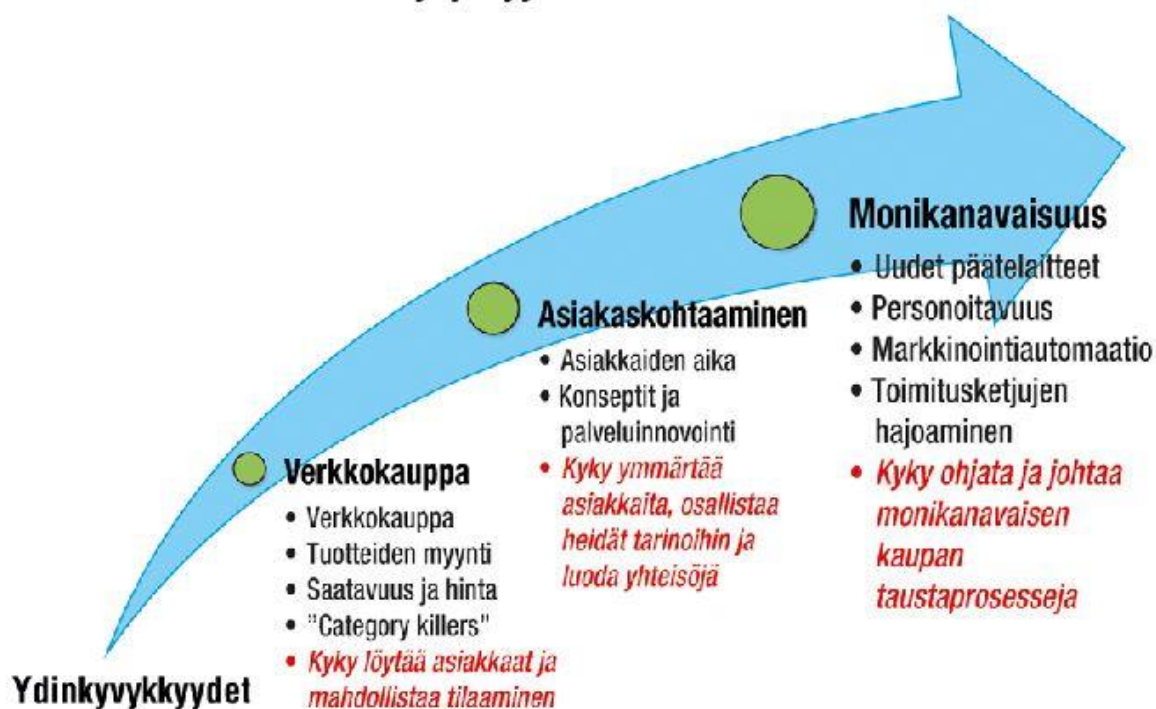 Monikanavaisuus
• Uudet päätelaitteet
• Personoitavuus
• Markkinointiautomaatio
• Toimitusketjujen
hajoaminen
• Kyky ohjata ja johtaa
monikanavaisen
kaupan
taustaprosesseja
Asiakaskohtaaminen
• Asiakkaiden aika
• Konseptit ja
palveluinnovointi
• Kyky ymmärtää
asiakkaita, osallistaa
heidät tarinoihin ja
luoda yhteisöjä
Verkkokauppa
• Verkkokauppa
• Tuotteiden myynti
• Saatavuus ja hinta
• "Category killers"
• Kyky löytää asiakkaat ja
mahdollistaa tilaaminen
Ydinkyvykkyydet